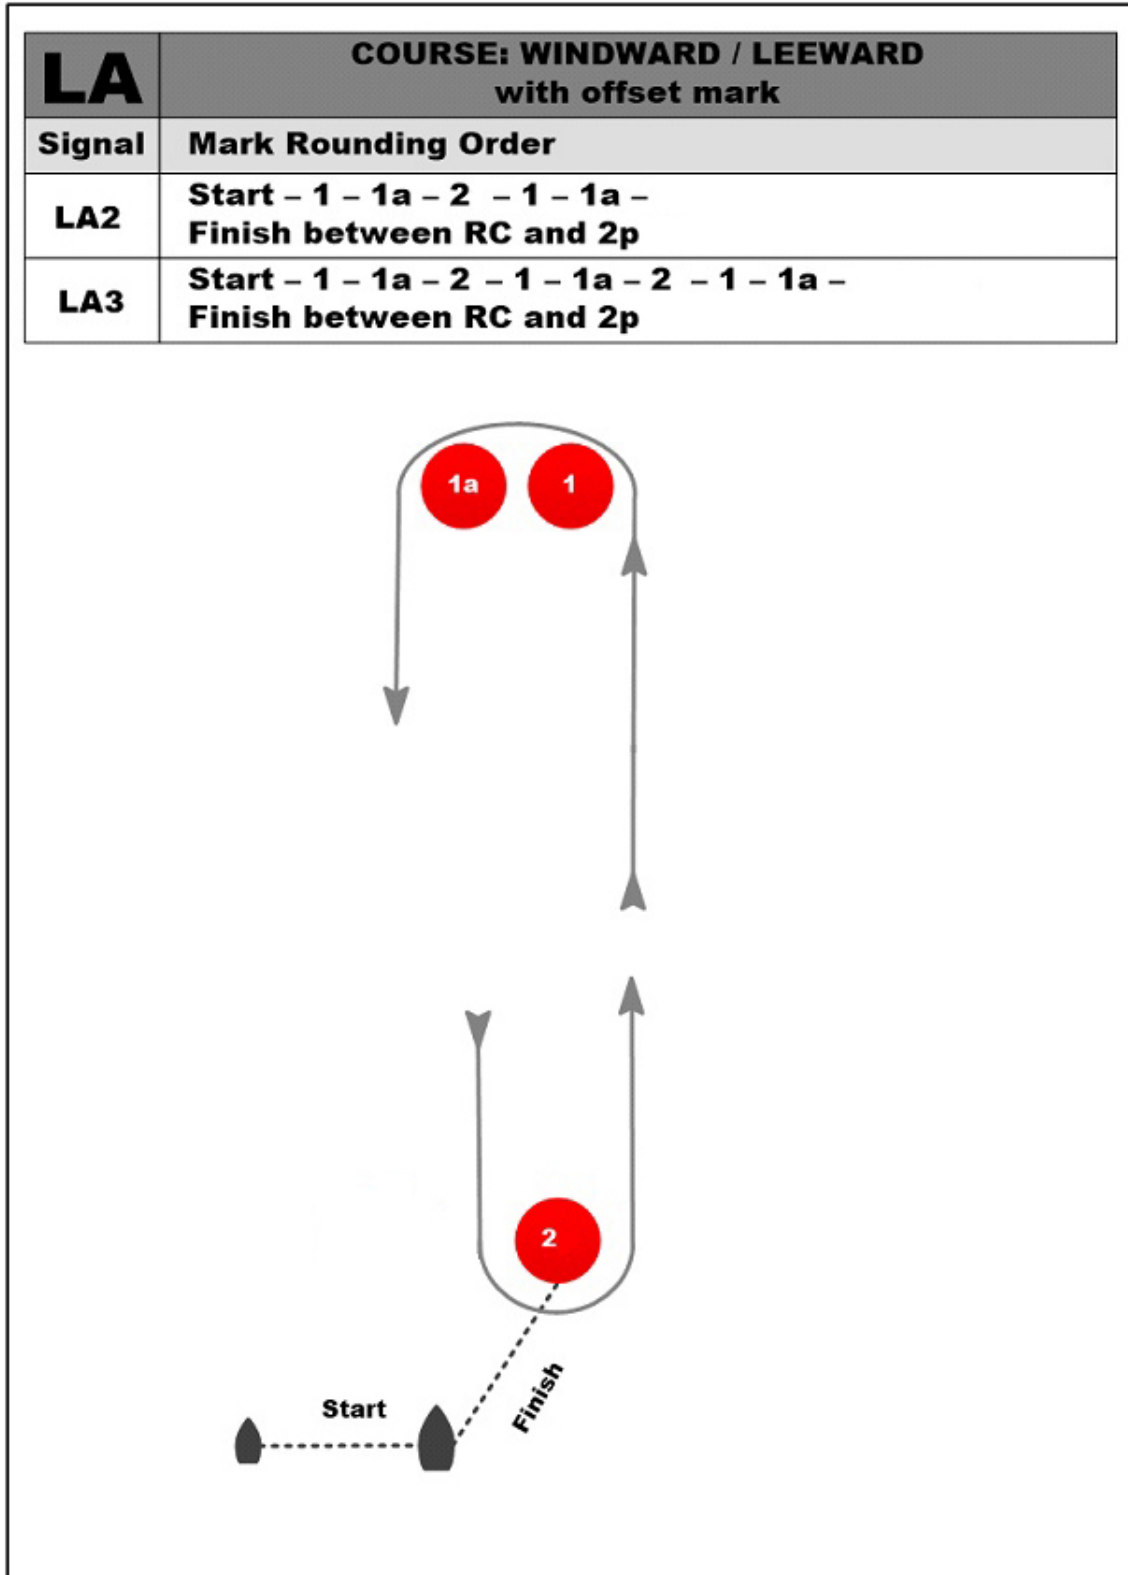 LA
COURSE: WINDWARD / LEEWARD
with offset mark
Signal
Mark Rounding Order
LA2
Start – 1 – 1a – 2 – 1 – 1a –
Finish between RC and 2p
LA3
Start – 1 – 1a – 2 – 1 – 1a – 2 – 1 – 1a –
Finish between RC and 2p
1a
1
2
Finish
Start